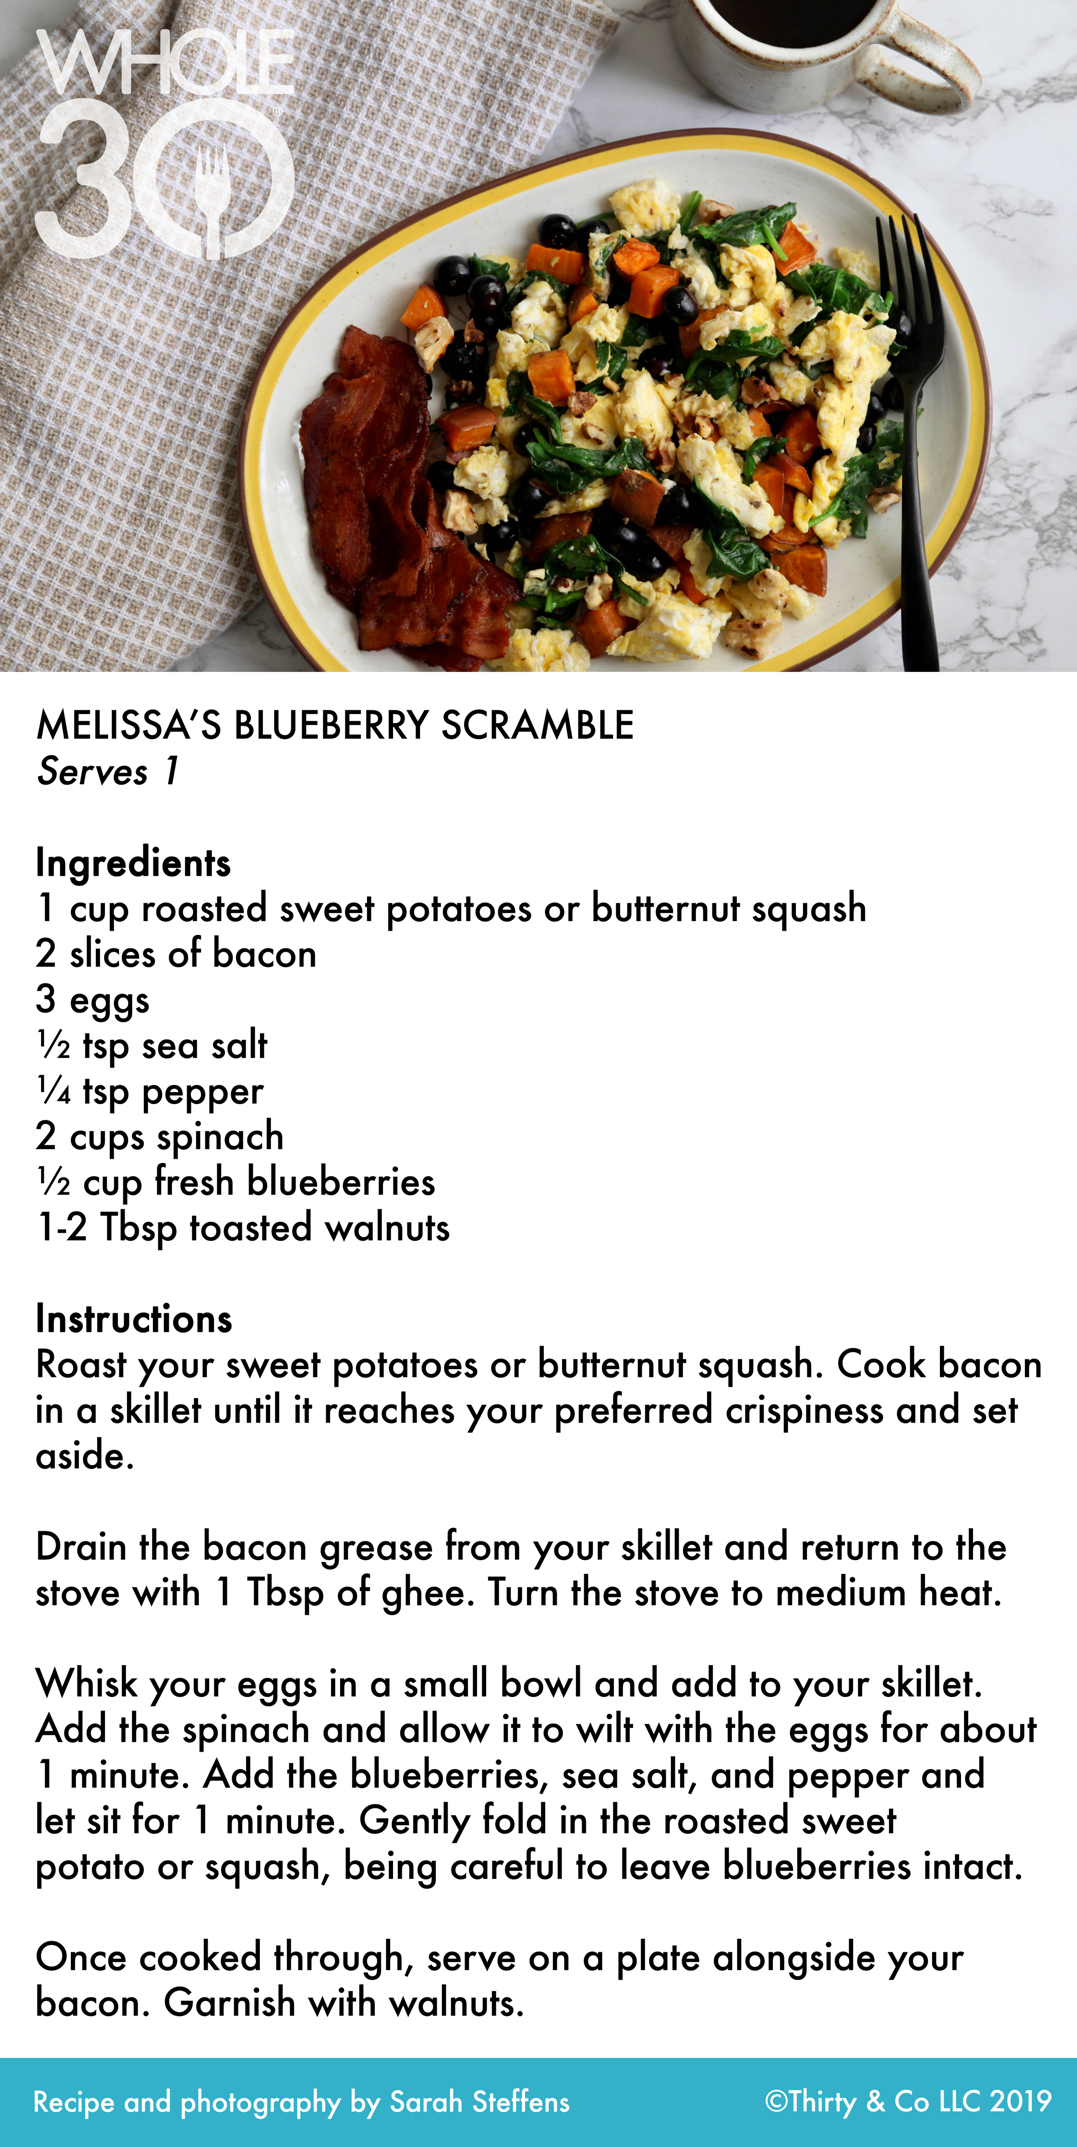 WHOLE
30
MELISSA’S BLUEBERRY SCRAMBLE
Serves 1
Ingredients
1 cup roasted sweet potatoes or butternut squash
2 slices of bacon
3 eggs
½ tsp sea salt
¼ tsp pepper
2 cups spinach
½ cup fresh blueberries
1-2 Tbsp toasted walnuts
Instructions
Roast your sweet potatoes or butternut squash. Cook bacon
in a skillet until it reaches your preferred crispiness and set
aside.
Drain the bacon grease from your skillet and return to the
stove with 1 Tbsp of ghee. Turn the stove to medium heat.
Whisk your eggs in a small bowl and add to your skillet.
Add the spinach and allow it to wilt with the eggs for about
1 minute. Add the blueberries, sea salt, and pepper and
let sit for 1 minute. Gently fold in the roasted sweet
potato or squash, being careful to leave blueberries intact.
Once cooked through, serve on a plate alongside your
bacon. Garnish with walnuts.
Recipe and photography by Sarah Steffens
©Thirty & Co LLC 2019